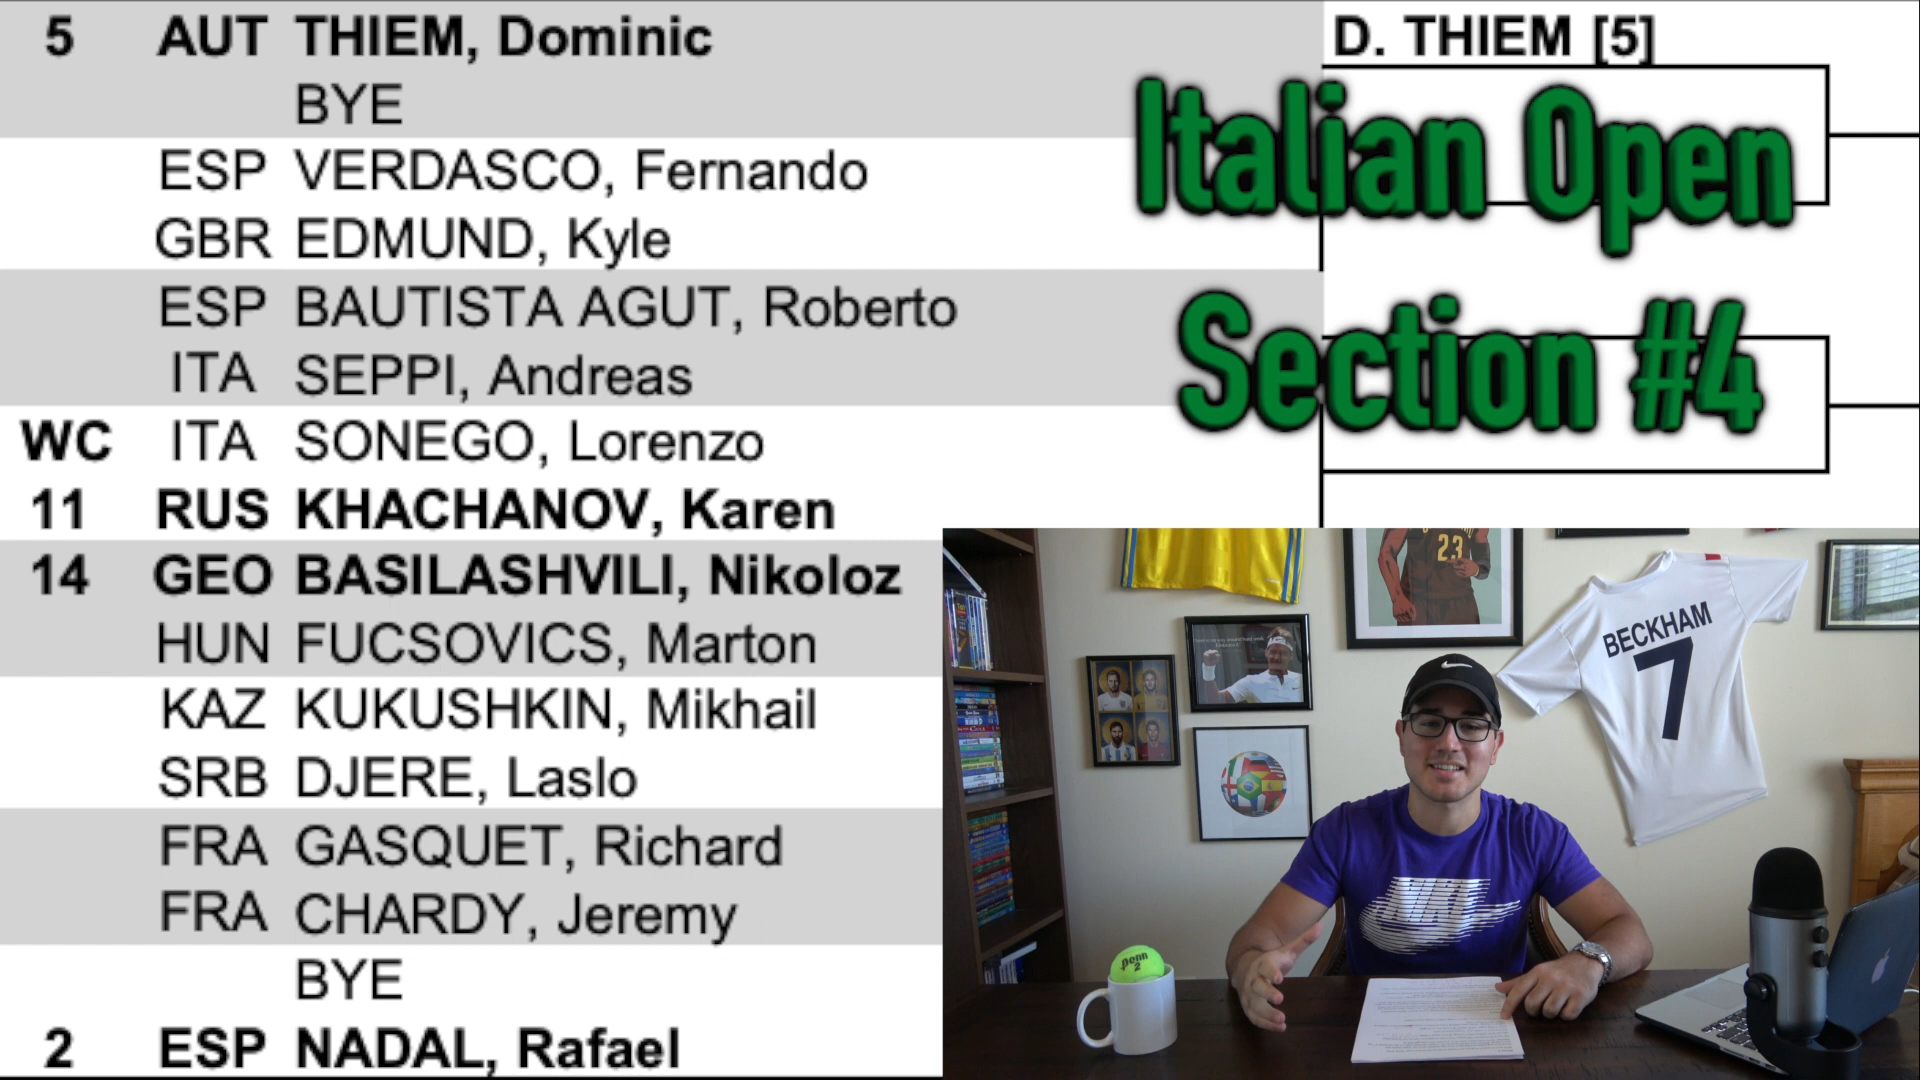 5 AUT THIEM, Dominic
D. THIEM [5]
BYE
ESP VERDASCO, Fernando
GBR EDMUND, Kyle
ESP BAUTISTA AGUT, Roberto
ITA SEPPI, Andreas
WC ITA SONEGO, Lorenzo
11 RUS KHACHANOV, Karen
14 GEO BASILASHVILI, Nikoloz
HUN FUCSOVICS, Marton
KAZ KUKUSHKIN, Mikhail
SRB DJERE, Laslo
FRA GASQUET, Richard
FRA CHARDY, Jeremy
BYE
2 ESP NADAL, Rafael
Italian Open
Section #4
23
BECKHAM
7
NIKE
Penn
2